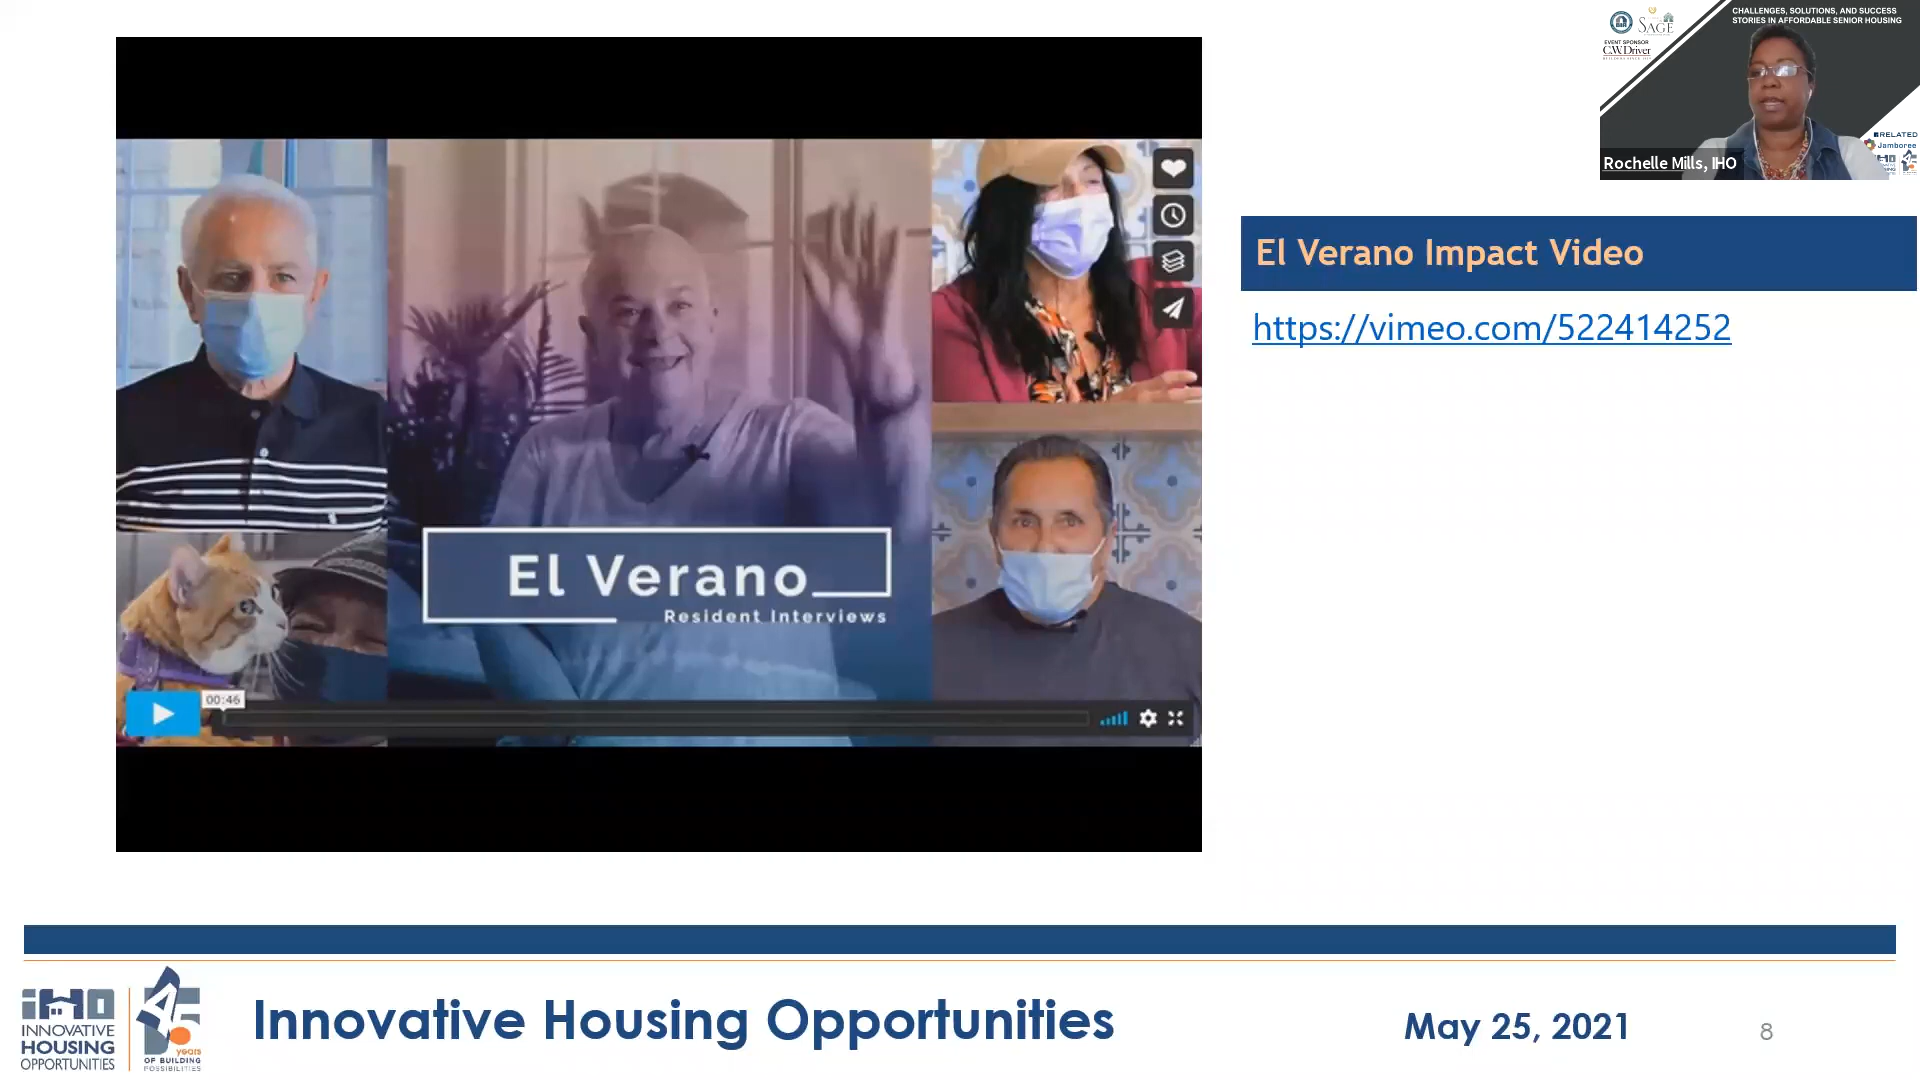 CHALLENGES, SOLUTIONS, AND SUCCESS
STORIES IN AFFORDABLE SENIOR HOUSING
SAGE
EVENT SPONSOR
C.W. Driver
RELATED
Jamboree
Rochelle Mills, IHO
El Verano Impact Video
https://vimeo.com/522414252
El Verano
Resident Interviews
00:46
iHO
INNOVATIVE
HOUSING
OPPORTUNITIES
45
years
OF BUILDING
POSSIBILITIES
Innovative Housing Opportunities
May 25, 2021
8